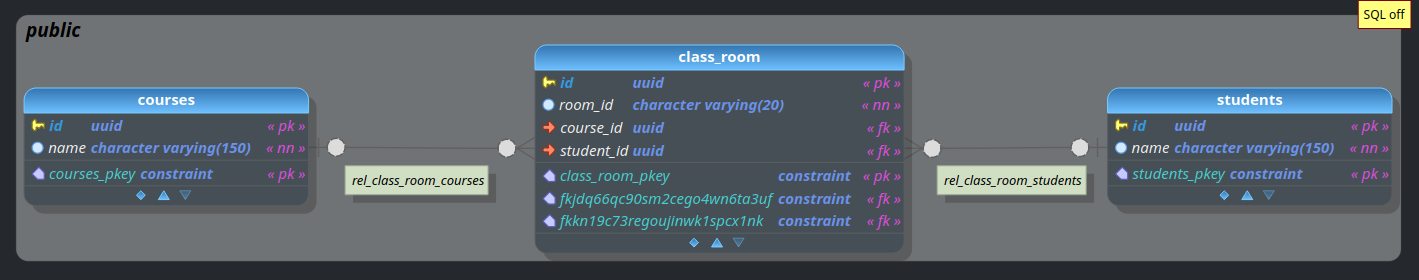 SQL off
public
courses
id uuid « pk »
name character varying(150) « nn »
courses_pkey constraint « pk »
rel_class_room_courses
class_room
id uuid « pk »
room_id character varying(20) « nn »
course_id uuid « fk »
student_id uuid « fk »
class_room_pkey constraint « pk »
fkjdq66qc90sm2cego4wn6ta3uf constraint « fk »
fkkn19c73regoujinwk1spcx1nk constraint « fk »
rel_class_room_students
students
id uuid « pk »
name character varying(150) « nn »
students_pkey constraint « pk »